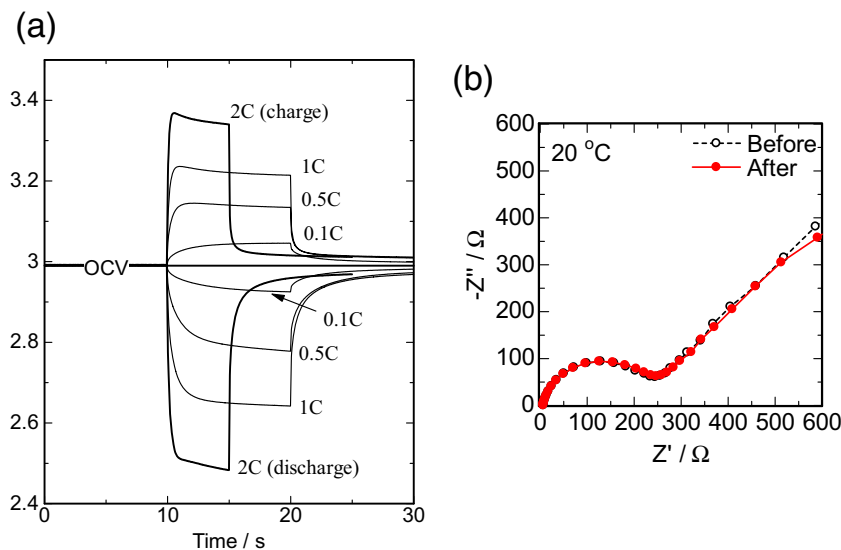 (a)
3.4
3.2
3
2.8
2.6
2.4
2C (charge)
1C
0.5C
0.1C
OCV
0.1C
0.5C
1C
2C (discharge)
0 10 20 30
Time / s
(b)
600
500
400
300
200
100
0
-Z'' / Ω
20 °C
Before
After
0 100 200 300 400 500 600
Z' / Ω